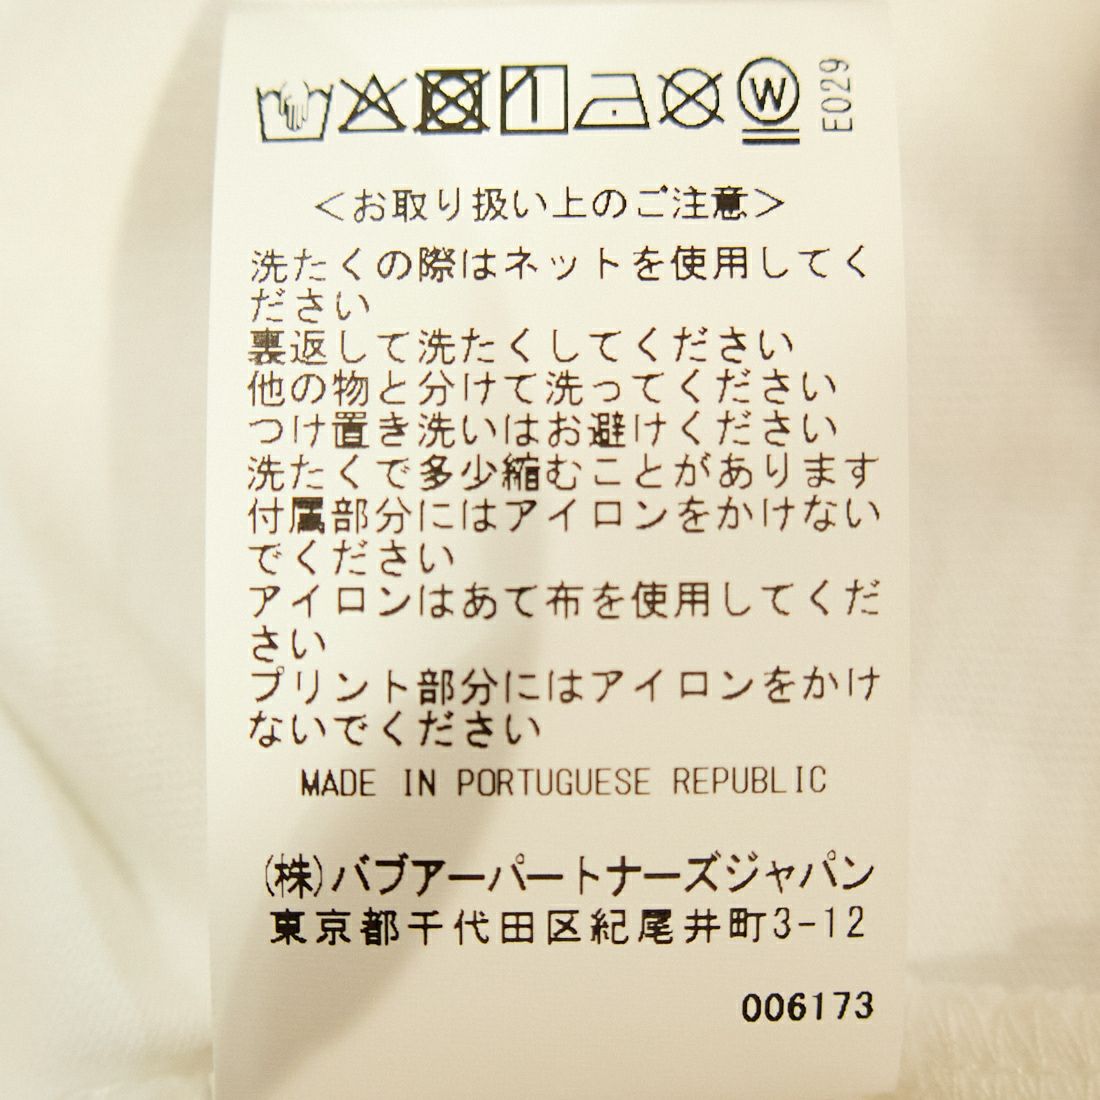 W
E029
＜お取り扱い上のご注意＞
洗たくの際はネットを使用してく
ださい
裏返して洗たくしてください
他の物と分けて洗ってください
つけ置き洗いはお避けください
洗たくで多少縮むことがあります
付属部分にはアイロンをかけない
でください
アイロンはあて布を使用してくだ
さい
プリント部分にはアイロンをかけ
ないでください
MADE IN PORTUGUESE REPUBLIC
(株)バブアーパートナーズジャパン
東京都千代田区紀尾井町3-12
006173